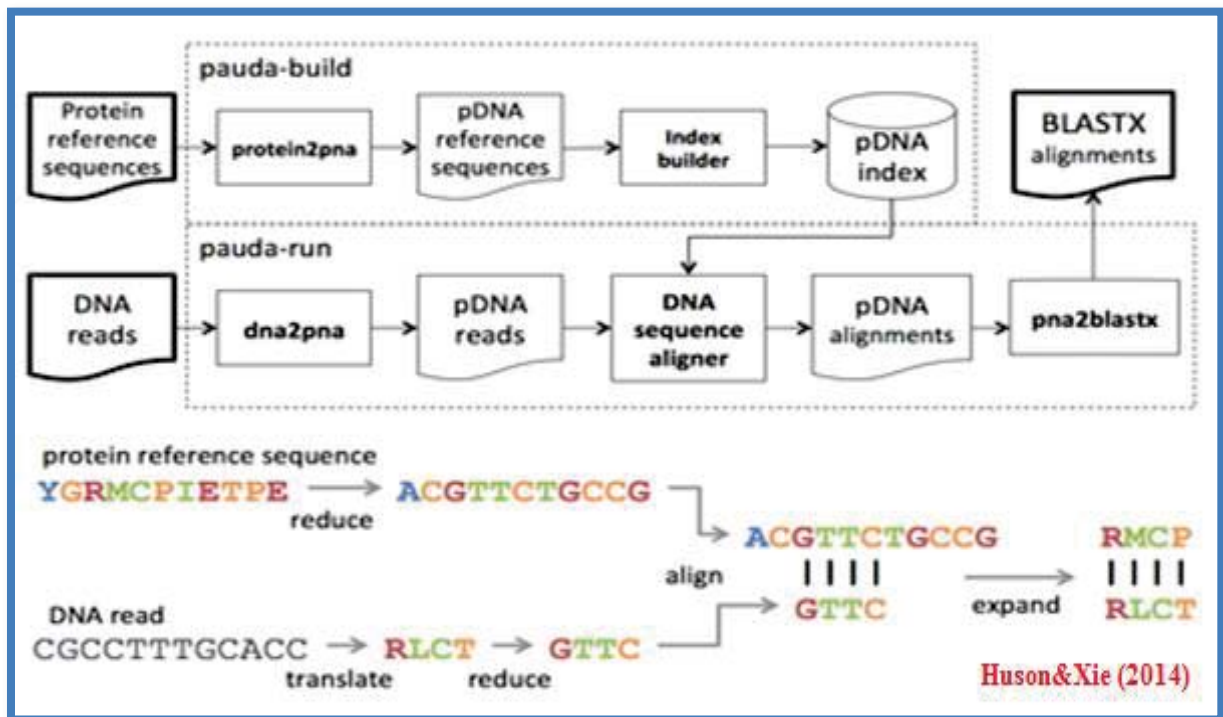 pauda-build
Protein
reference
sequences
protein2pna
pDNA
reference
sequences
Index
builder
pDNA
index
BLASTX
alignments
pauda-run
DNA
reads
dna2pna
pDNA
reads
DNA
sequence
aligner
pDNA
alignments
pna2blastx
protein reference sequence
YGRMCPIETPE
reduce
ACGTTCTGCCG
DNA read
CGCCTTTGCACC
translate
RLCT
reduce
GTTC
align
ACGTTCTGCCG
GTTC
expand
RMCP
RLCT
Huson&Xie (2014)